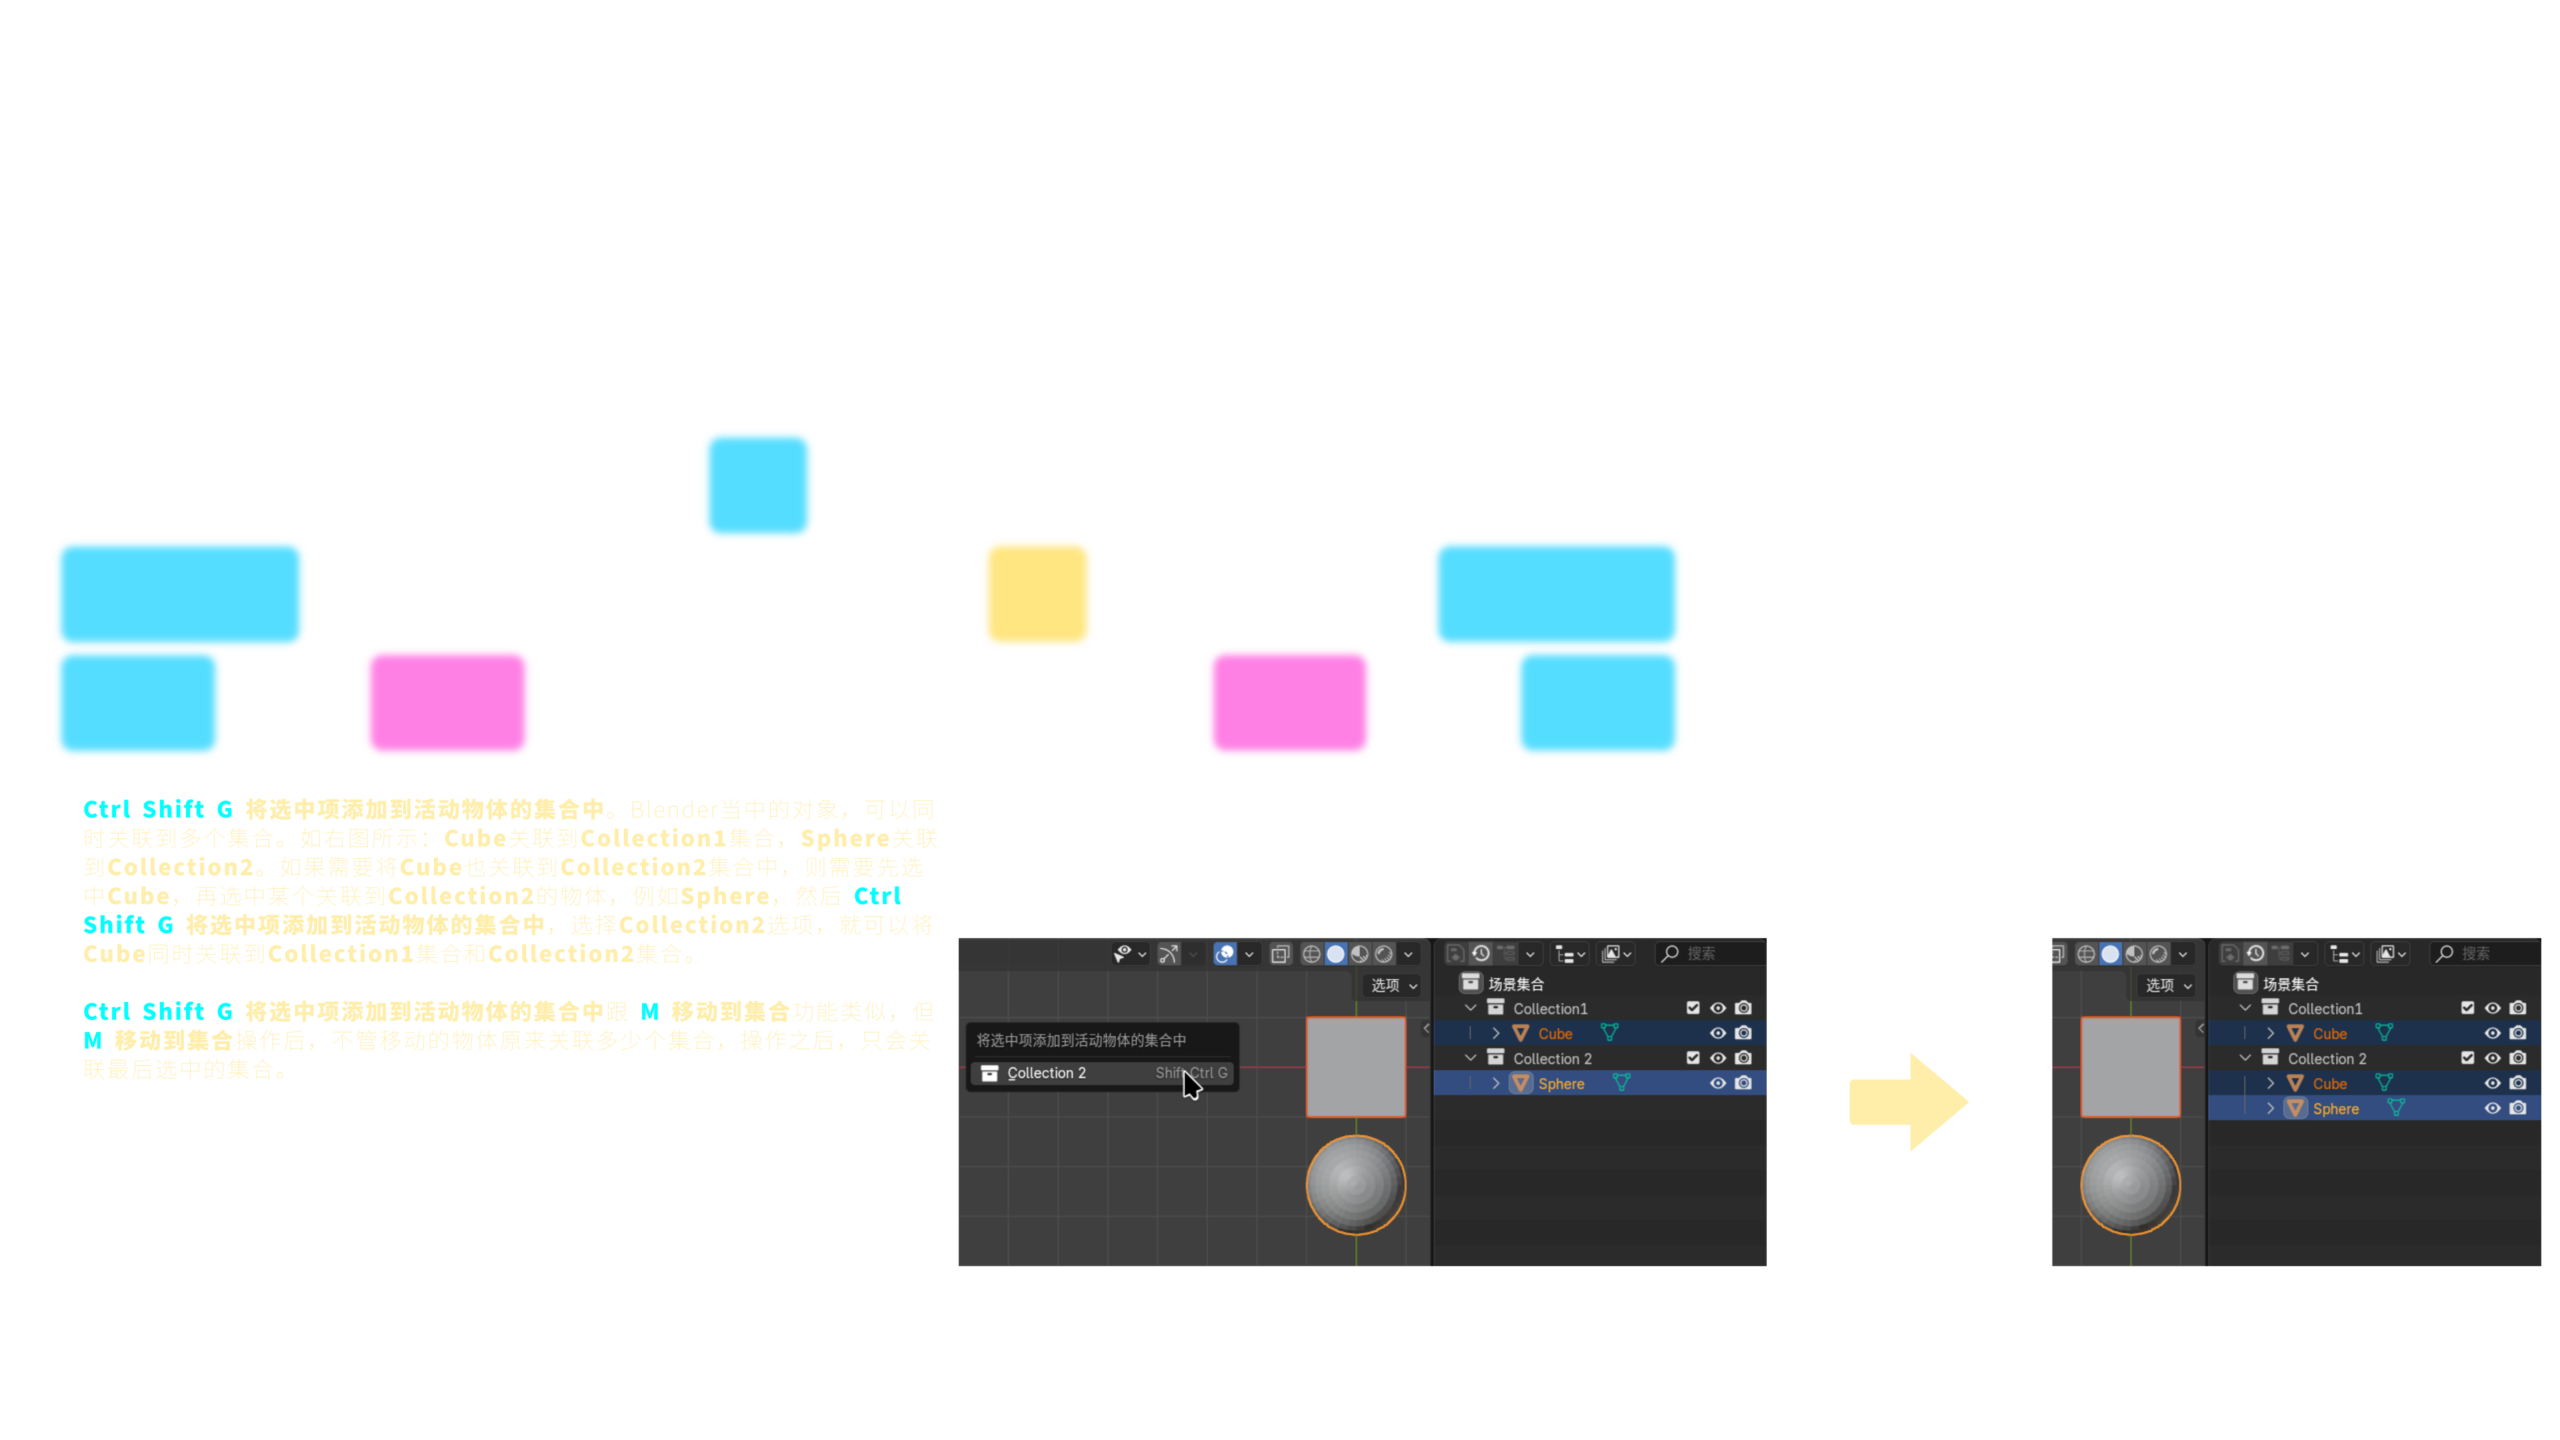 Ctrl Shift G 将选中项添加到活动物体的集合中。Blender当中的对象，可以同
时关联到多个集合。如右图所示：Cube关联到Collection1集合，Sphere关联
到Collection2。如果需要将Cube也关联到Collection2集合中，则需要先选
中Cube，再选中某个关联到Collection2的物体，例如Sphere，然后 Ctrl
Shift G 将选中项添加到活动物体的集合中，选择Collection2选项，就可以将
Cube同时关联到Collection1集合和Collection2集合。
Ctrl Shift G 将选中项添加到活动物体的集合中跟 M 移动到集合功能类似，但
M 移动到集合操作后，不管移动的物体原来关联多少个集合，操作之后，只会关
联最后选中的集合。
搜索
选项
场景集合
Collection1
Cube
Collection 2
Sphere
将选中项添加到活动物体的集合中
Collection 2 Shift Ctrl G
搜索
选项
场景集合
Collection1
Cube
Collection 2
Cube
Sphere